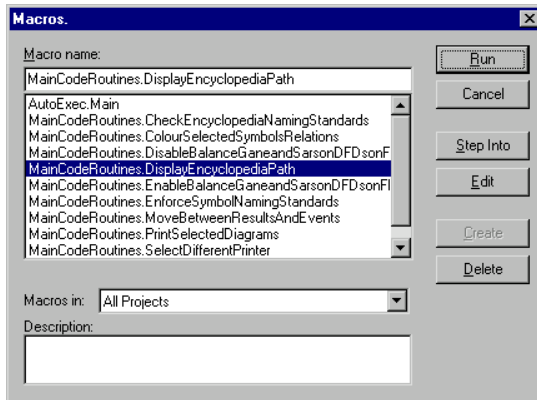 Macros.
Macro name:
MainCodeRoutines.DisplayEncyclopediaPath
AutoExec.Main
MainCodeRoutines.CheckEncyclopediaNamingStandards
MainCodeRoutines.ColourSelectedSymbolsRelations
MainCodeRoutines.DisableBalanceGaneandSarsonDFDsonF
MainCodeRoutines.DisplayEncyclopediaPath
MainCodeRoutines.EnableBalanceGaneandSarsonDFDsonFl
MainCodeRoutines.EnforceSymbolNamingStandards
MainCodeRoutines.MoveBetweenResultsAndEvents
MainCodeRoutines.PrintSelectedDiagrams
MainCodeRoutines.SelectDifferentPrinter
Macros in: All Projects
Description:
Run
Cancel
Step Into
Edit
Create
Delete